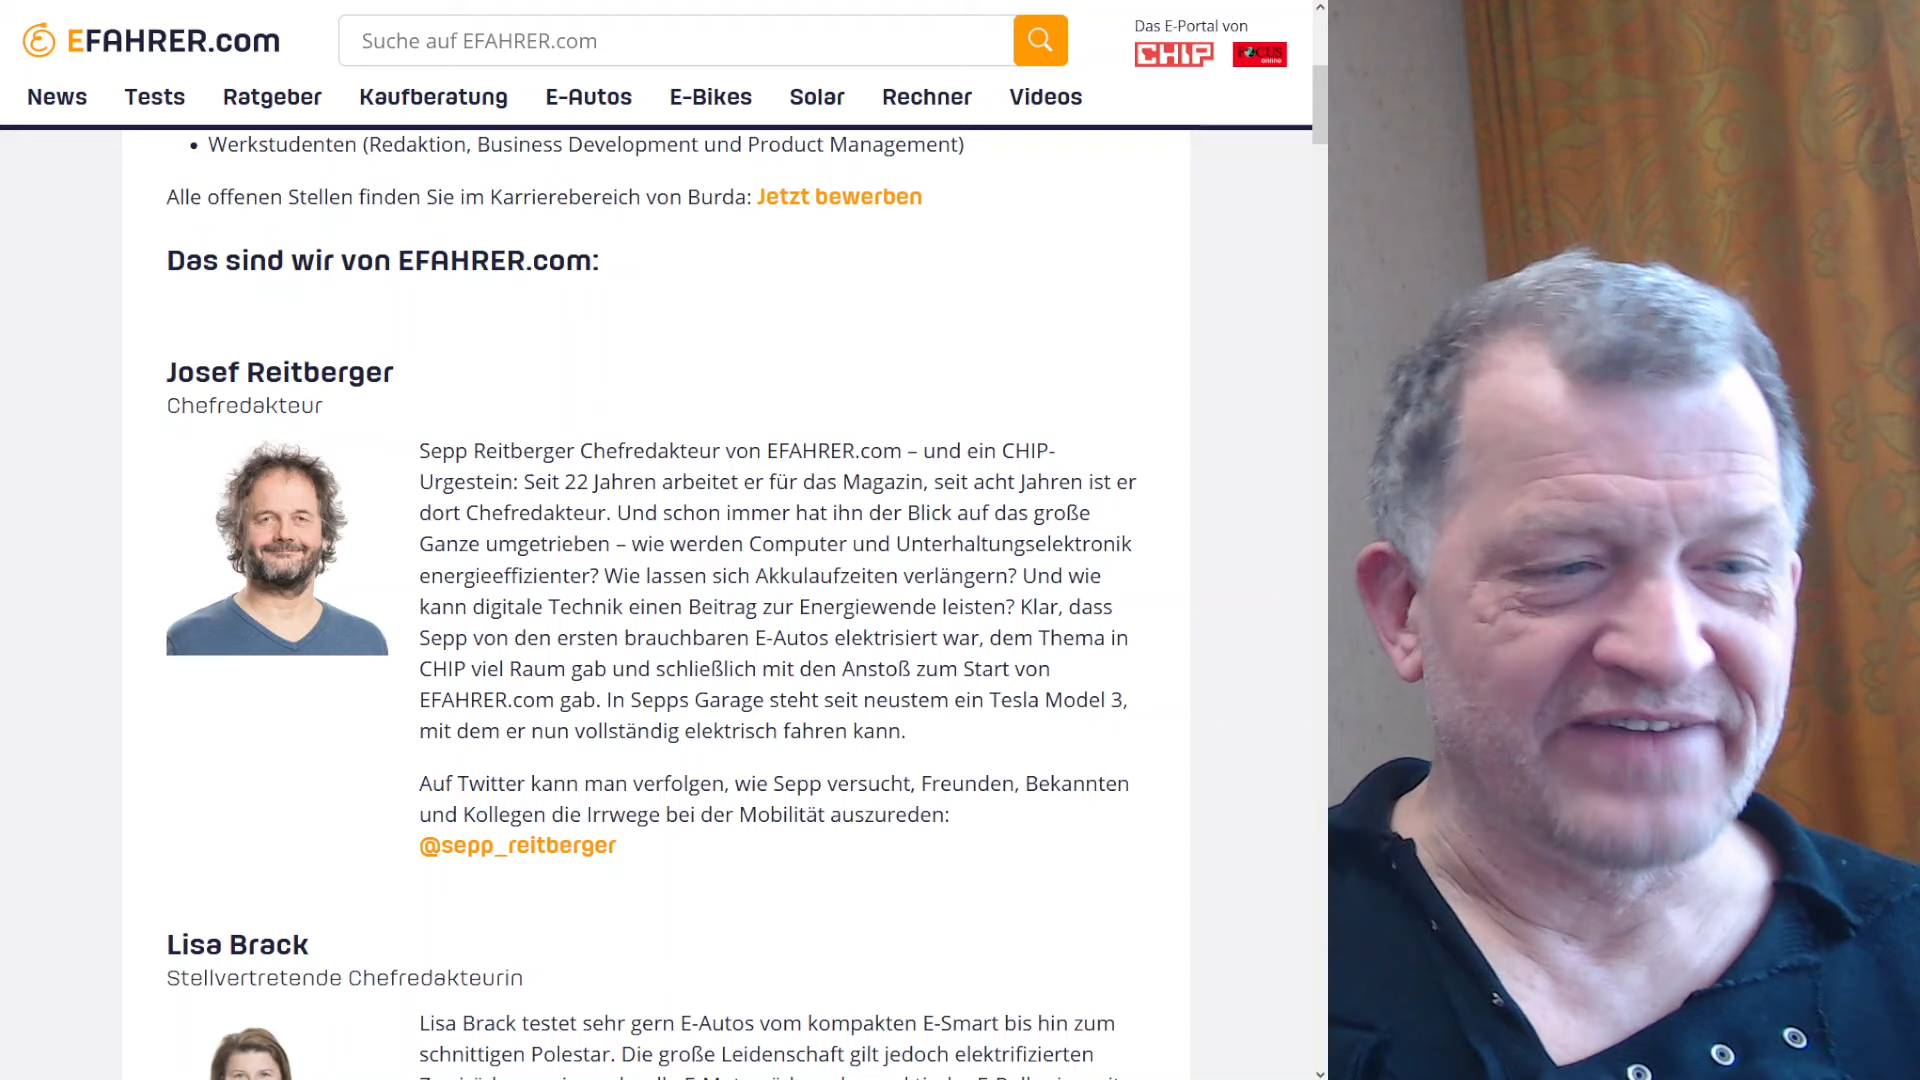 EFAHRER.com
Suche auf EFAHRER.com
Das E-Portal von
CHIP FOCUS online
News Tests Ratgeber Kaufberatung E-Autos E-Bikes Solar Rechner Videos
• Werkstudenten (Redaktion, Business Development und Product Management)
Alle offenen Stellen finden Sie im Karrierebereich von Burda: Jetzt bewerben
Das sind wir von EFAHRER.com:
Josef Reitberger
Chefredakteur
Sepp Reitberger Chefredakteur von EFAHRER.com – und ein CHIP-
Urgestein: Seit 22 Jahren arbeitet er für das Magazin, seit acht Jahren ist er
dort Chefredakteur. Und schon immer hat ihn der Blick auf das große
Ganze umgetrieben – wie werden Computer und Unterhaltungselektronik
energieeffizienter? Wie lassen sich Akkulaufzeiten verlängern? Und wie
kann digitale Technik einen Beitrag zur Energiewende leisten? Klar, dass
Sepp von den ersten brauchbaren E-Autos elektrisiert war, dem Thema in
CHIP viel Raum gab und schließlich mit den Anstoß zum Start von
EFAHRER.com gab. In Sepps Garage steht seit neustem ein Tesla Model 3,
mit dem er nun vollständig elektrisch fahren kann.
Auf Twitter kann man verfolgen, wie Sepp versucht, Freunden, Bekannten
und Kollegen die Irrwege bei der Mobilität auszureden:
@sepp_reitberger
Lisa Brack
Stellvertretende Chefredakteurin
Lisa Brack testet sehr gern E-Autos vom kompakten E-Smart bis hin zum
schnittigen Polestar. Die große Leidenschaft gilt jedoch elektrifizierten